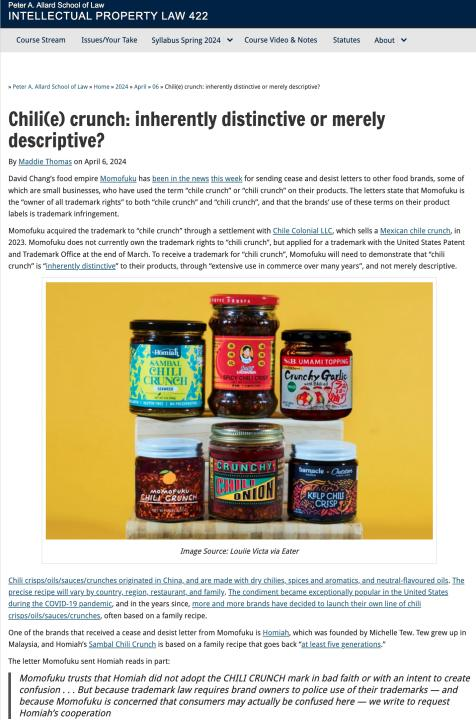 Peter A. Allard School of Law
INTELLECTUAL PROPERTY LAW 422
Course Stream Issues/Your Take Syllabus Spring 2024 Course Video & Notes Statutes About
» Peter A. Allard School of Law » Home » 2024 » April » 06 » Chili(e) crunch: inherently distinctive or merely descriptive?
Chili(e) crunch: inherently distinctive or merely
descriptive?
By Maddie Thomas on April 6, 2024
David Chang's food empire Momofuku has been in the news this week for sending cease and desist letters to other food brands, some of
which are small businesses, who have used the term “chile crunch” or “chili crunch” on their products. The letters state that Momofuku is
the “owner of all trademark rights” to both “chile crunch” and “chili crunch”, and that the brands’ use of these terms on their product
labels is trademark infringement.
Momofuku acquired the trademark to “chile crunch” through a settlement with Chile Colonial LLC, which sells a Mexican chile crunch, in
2023. Momofuku does not currently own the trademark rights to “chili crunch”, but applied for a trademark with the United States Patent
and Trademark Office at the end of March. To receive a trademark for “chili crunch”, Momofuku will need to demonstrate that “chili
crunch” is “inherently distinctive” to their products, through “extensive use in commerce over many years”, and not merely descriptive.
Homiah
SAMBAL
CHILI
CRUNCH
SPICY CHILI CRISP
S&B UMAMI TOPPING
Crunchy Garlic
MOMOFUKU
CHILI CRUNCH
CRUNCHY
CHILI
ONION
barnacle
KELP CHILI
CRISP
Image Source: Louiie Victa via Eater
Chili crisps/oils/sauces/crunches originated in China, and are made with dry chilies, spices and aromatics, and neutral-flavoured oils. The
precise recipe will vary by country, region, restaurant, and family. The condiment became exceptionally popular in the United States
during the COVID-19 pandemic, and in the years since, more and more brands have decided to launch their own line of chili
crisps/oils/sauces/crunches, often based on a family recipe.
One of the brands that received a cease and desist letter from Momofuku is Homiah, which was founded by Michelle Tew. Tew grew up in
Malaysia, and Homiah's Sambal Chili Crunch is based on a family recipe that goes back “at least five generations.”
The letter Momofuku sent Homiah reads in part:
Momofuku trusts that Homiah did not adopt the CHILI CRUNCH mark in bad faith or with an intent to create
confusion . . . But because trademark law requires brand owners to police use of their trademarks — and
because Momofuku is concerned that consumers may actually be confused here — we write to request
Homiah's cooperation